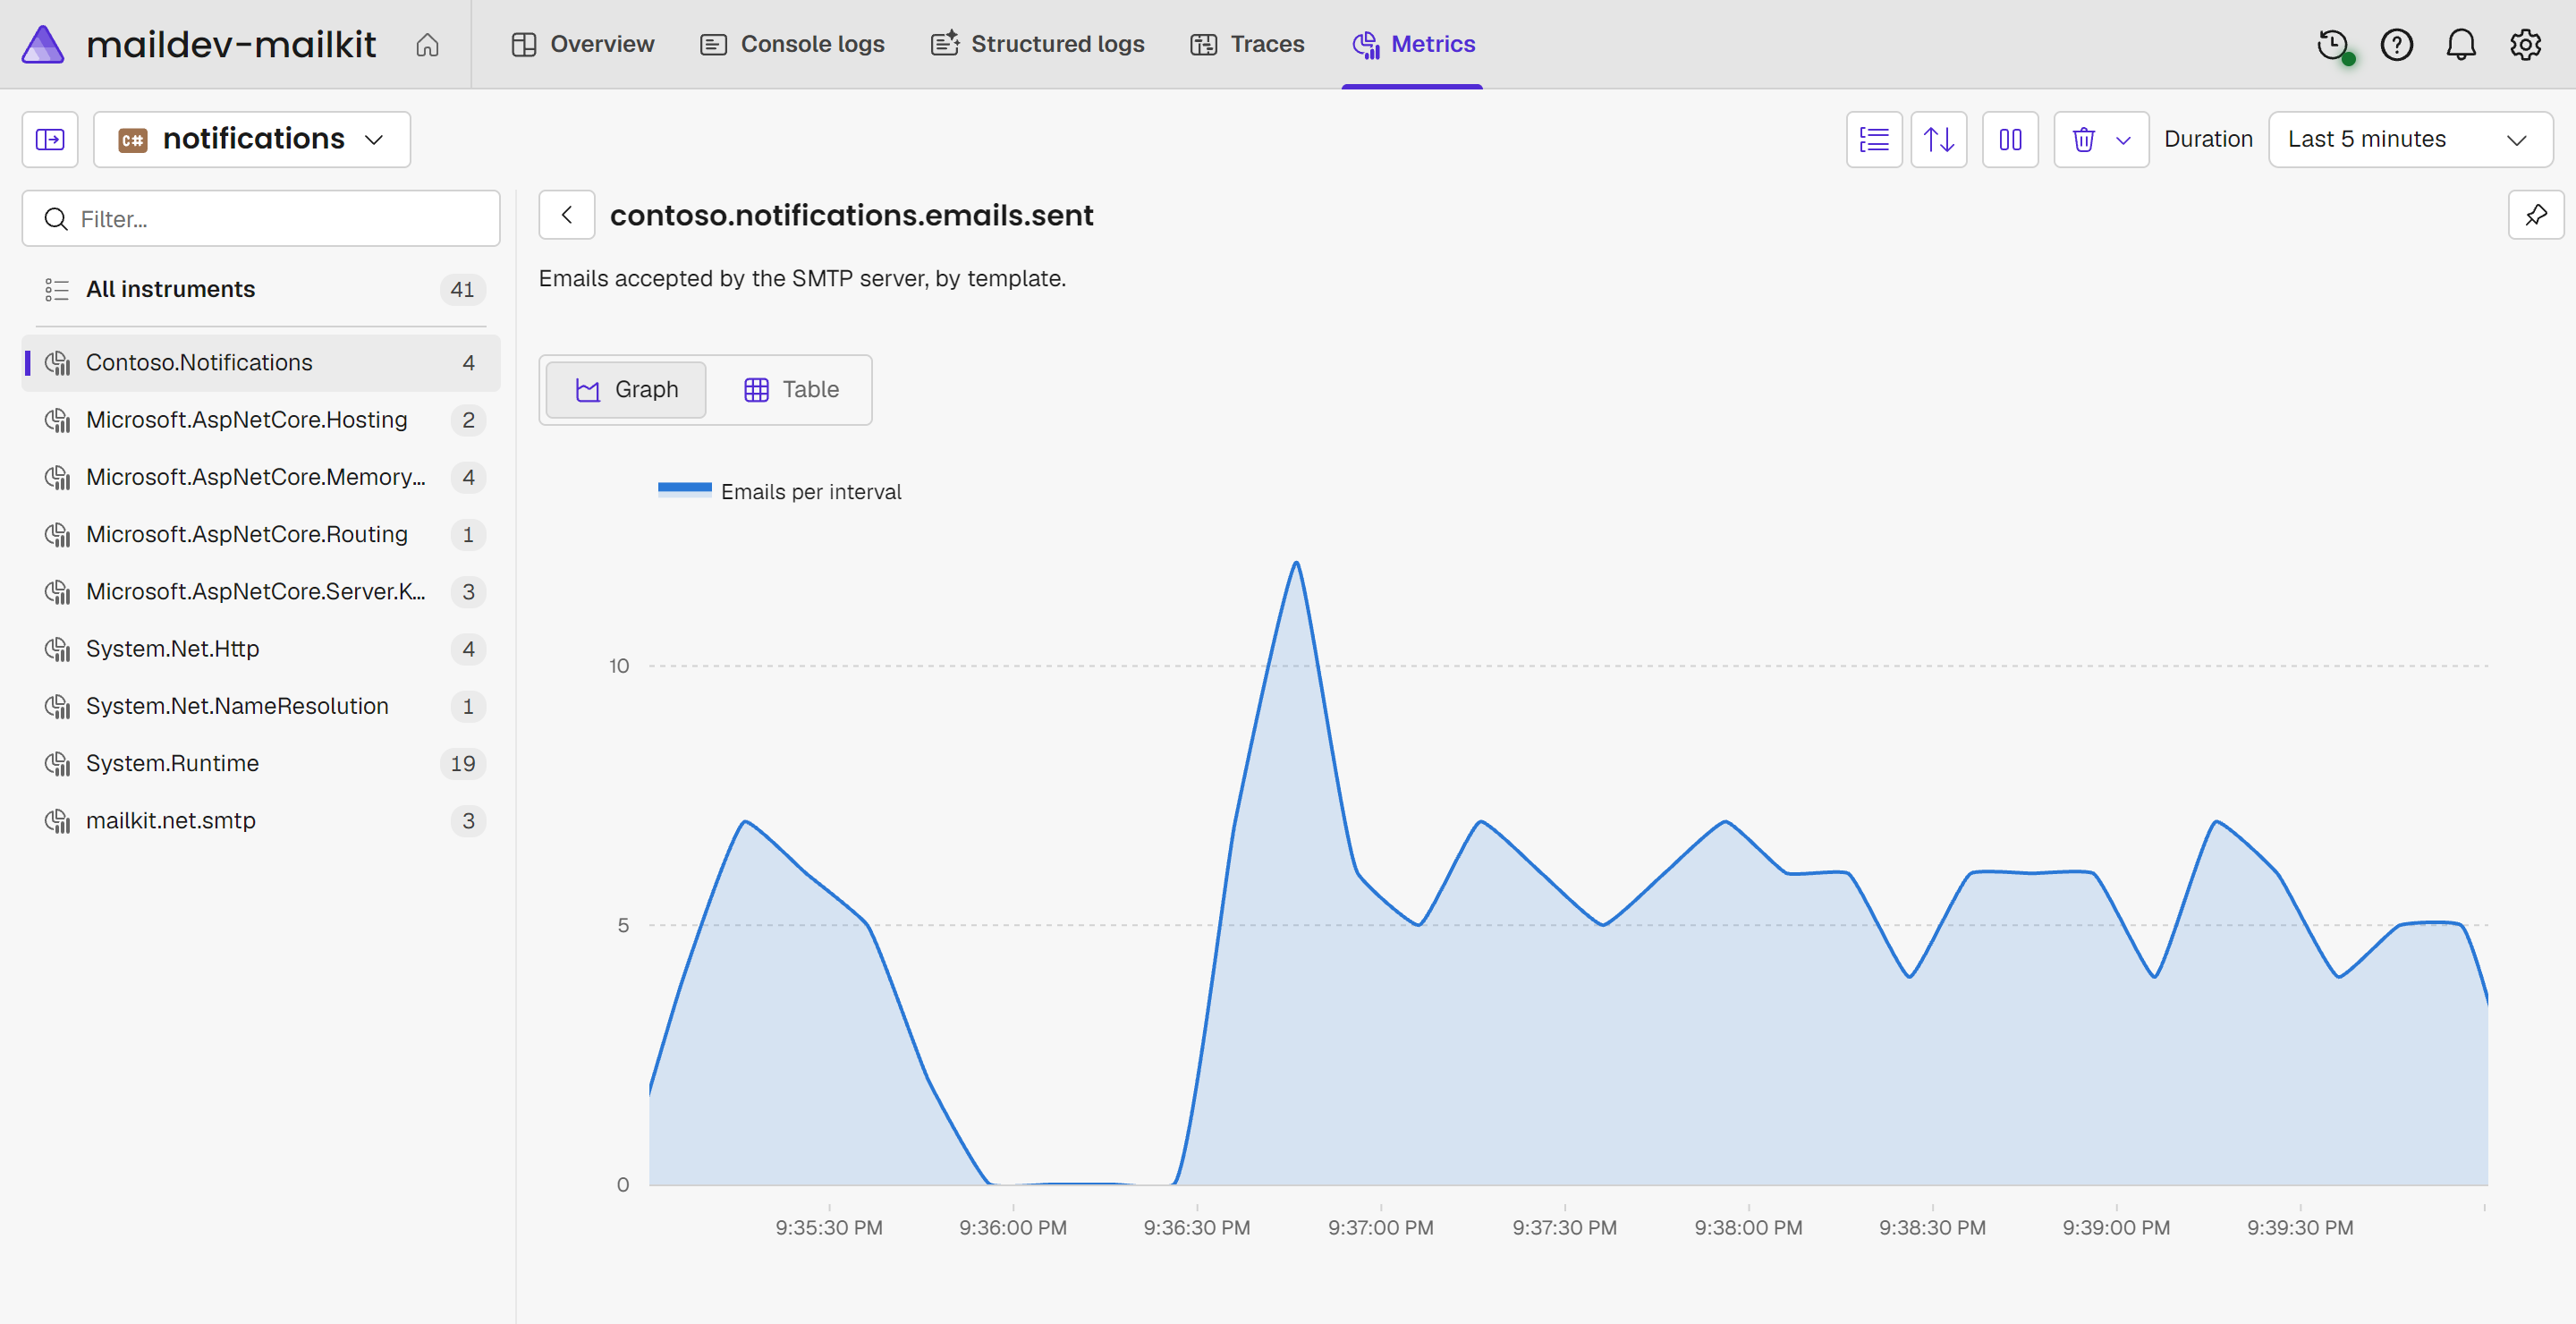 maildev-mailkit
Overview
Console logs
Structured logs
Traces
Metrics
C#
notifications
Duration
Last 5 minutes
Filter...
All instruments
41
Contoso.Notifications
4
Microsoft.AspNetCore.Hosting
2
Microsoft.AspNetCore.Memory...
4
Microsoft.AspNetCore.Routing
1
Microsoft.AspNetCore.Server.K...
3
System.Net.Http
4
System.Net.NameResolution
1
System.Runtime
19
mailkit.net.smtp
3
contoso.notifications.emails.sent
Emails accepted by the SMTP server, by template.
Graph
Table
Emails per interval
10
5
0
9:35:30 PM
9:36:00 PM
9:36:30 PM
9:37:00 PM
9:37:30 PM
9:38:00 PM
9:38:30 PM
9:39:00 PM
9:39:30 PM